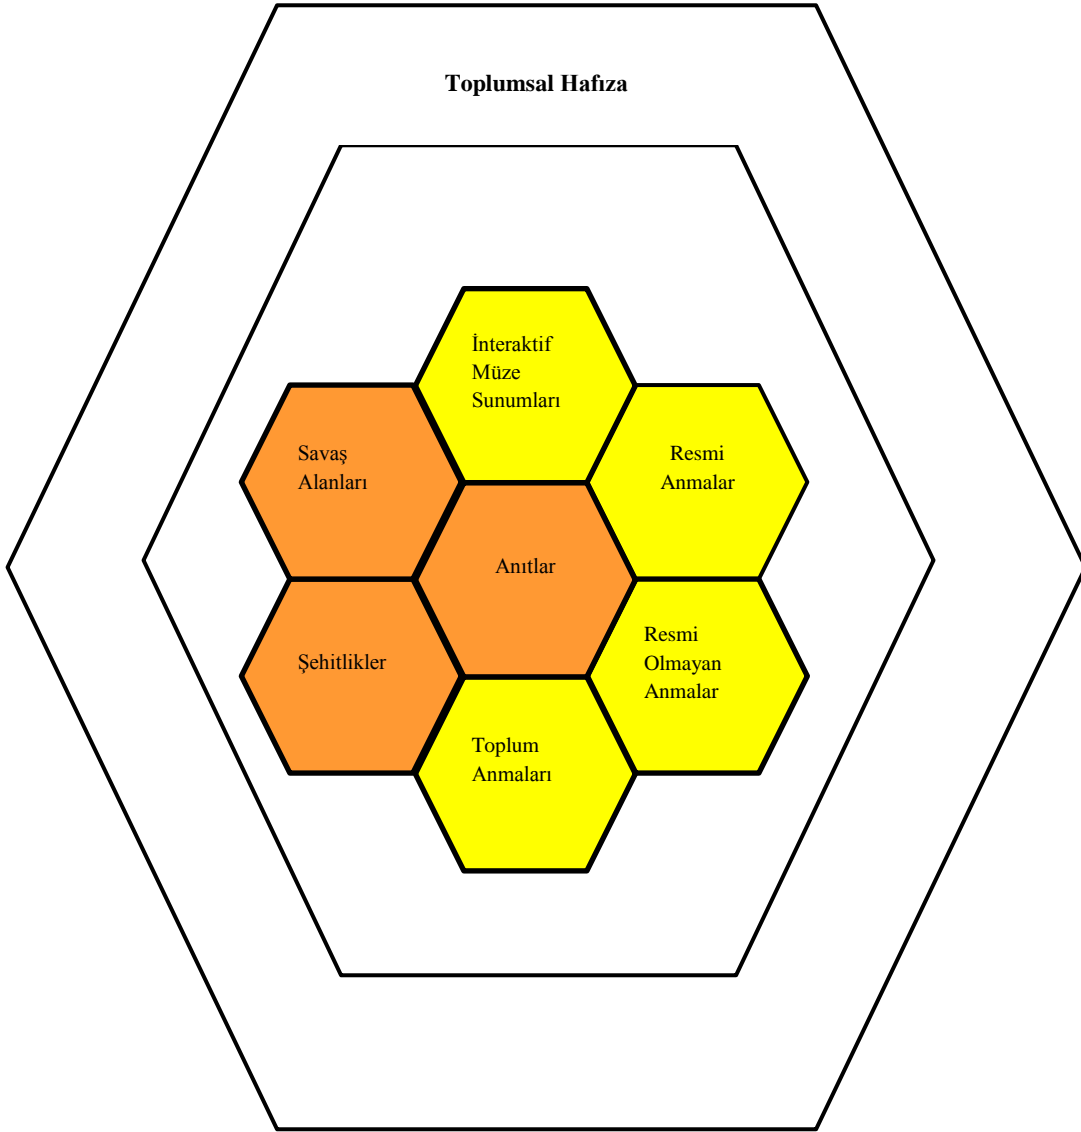 Toplumsal Hafıza
İnteraktif
Müze
Sunumları
Savaş
Alanları
Resmi
Anmalar
Anıtlar
Şehitlikler
Resmi
Olmayan
Anmalar
Toplum
Anmaları